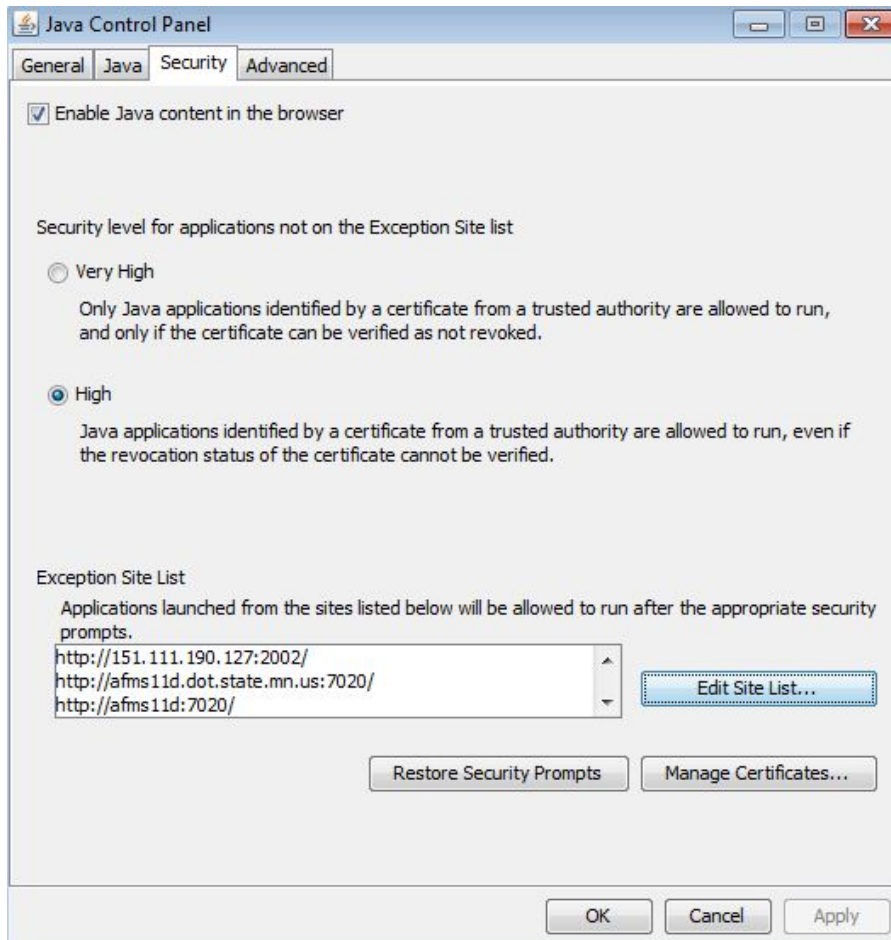 Java Control Panel
General Java Security Advanced
Enable Java content in the browser
Security level for applications not on the Exception Site list
Very High
Only Java applications identified by a certificate from a trusted authority are allowed to run,
and only if the certificate can be verified as not revoked.
High
Java applications identified by a certificate from a trusted authority are allowed to run, even if
the revocation status of the certificate cannot be verified.
Exception Site List
Applications launched from the sites listed below will be allowed to run after the appropriate security
prompts.
http://151.111.190.127:2002/
http://afms11d.dot.state.mn.us:7020/
http://afms11d:7020/
Edit Site List...
Restore Security Prompts Manage Certificates...
OK Cancel Apply